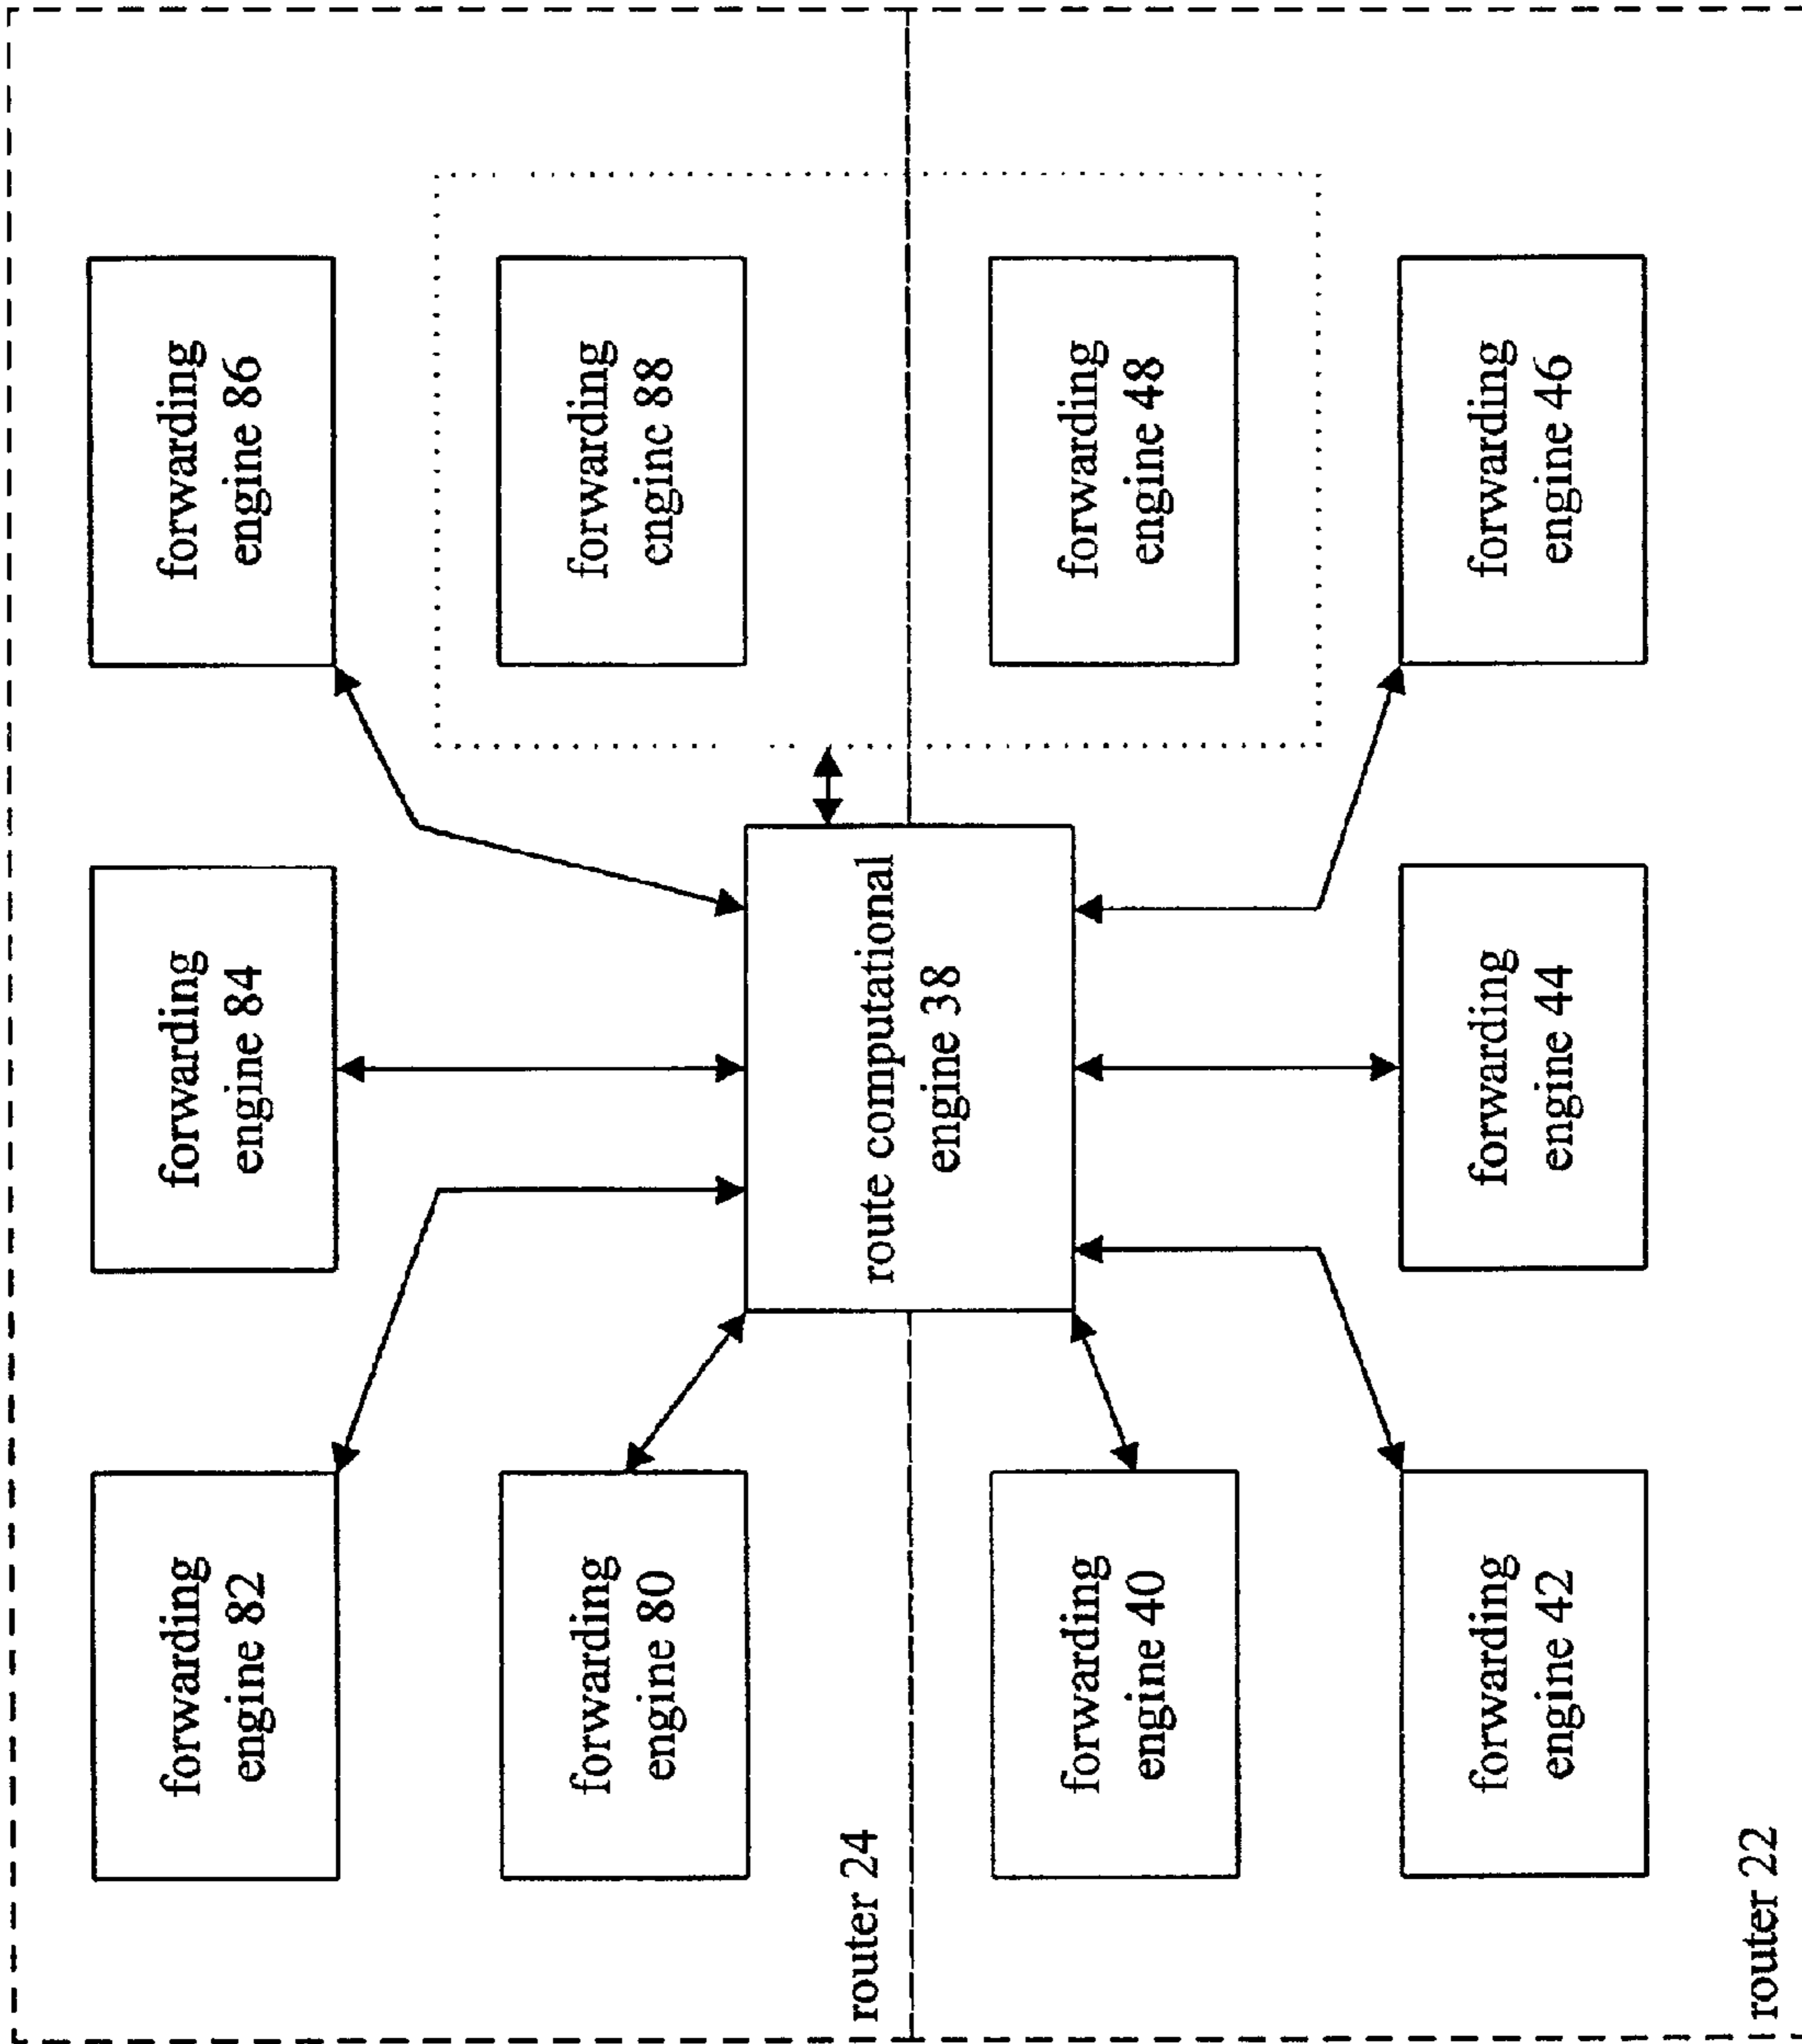 forwarding
engine 82
forwarding
engine 84
forwarding
engine 86
forwarding
engine 80
forwarding
enginc 88
router 24
route computational
engine 38
forwarding
engine 40
forwarding
engine 48
forwarding
engine 42
forwarding
engine 44
forwarding
engine 46
router 22